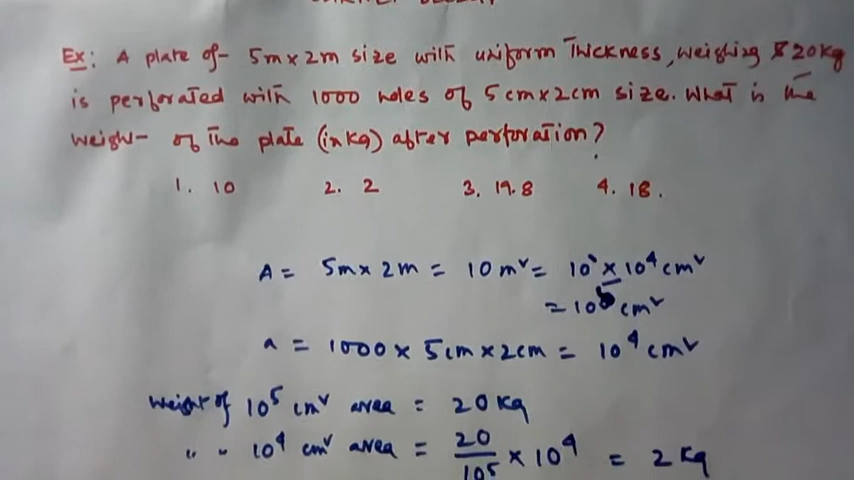 Ex: A plate of 5m x 2m size with uniform Thickness, weighing 20kg
is perforated with 1000 holes of 5cm x 2cm size. What is the
weigh- of The plate (in Kg) after perforation?
1. 10 2. 2 3. 19.8 4. 18.
A = 5m x 2m = 10 m² = 10 x 10⁴ cm²
= 10⁵ cm²
a = 1000 x 5cm x 2cm = 10⁴ cm²
Weight of 10⁵ cm² area = 20 Kg
" " 10⁴ cm² area = 20/10⁵ x 10⁴ = 2 Kg